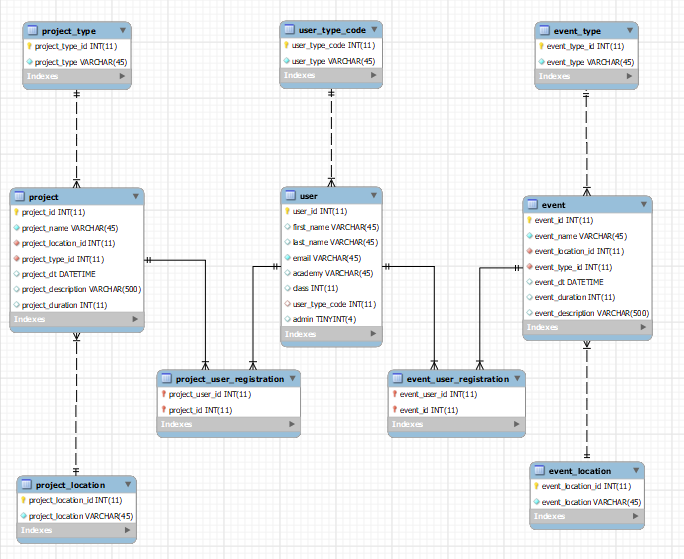 project_type
project_type_id INT(11)
project_type VARCHAR(45)
Indexes
user_type_code
user_type_code INT(11)
user_type VARCHAR(45)
Indexes
event_type
event_type_id INT(11)
event_type VARCHAR(45)
Indexes
project
project_id INT(11)
project_name VARCHAR(45)
project_location_id INT(11)
project_type_id INT(11)
project_dt DATETIME
project_description VARCHAR(500)
project_duration INT(11)
Indexes
user
user_id INT(11)
first_name VARCHAR(45)
last_name VARCHAR(45)
email VARCHAR(45)
academy VARCHAR(45)
class INT(11)
user_type_code INT(11)
admin TINYINT(4)
Indexes
event
event_id INT(11)
event_name VARCHAR(45)
event_location_id INT(11)
event_type_id INT(11)
event_dt DATETIME
event_duration INT(11)
event_description VARCHAR(500)
Indexes
project_user_registration
project_user_id INT(11)
project_id INT(11)
Indexes
event_user_registration
event_user_id INT(11)
event_id INT(11)
Indexes
project_location
project_location_id INT(11)
project_location VARCHAR(45)
Indexes
event_location
event_location_id INT(11)
event_location VARCHAR(45)
Indexes